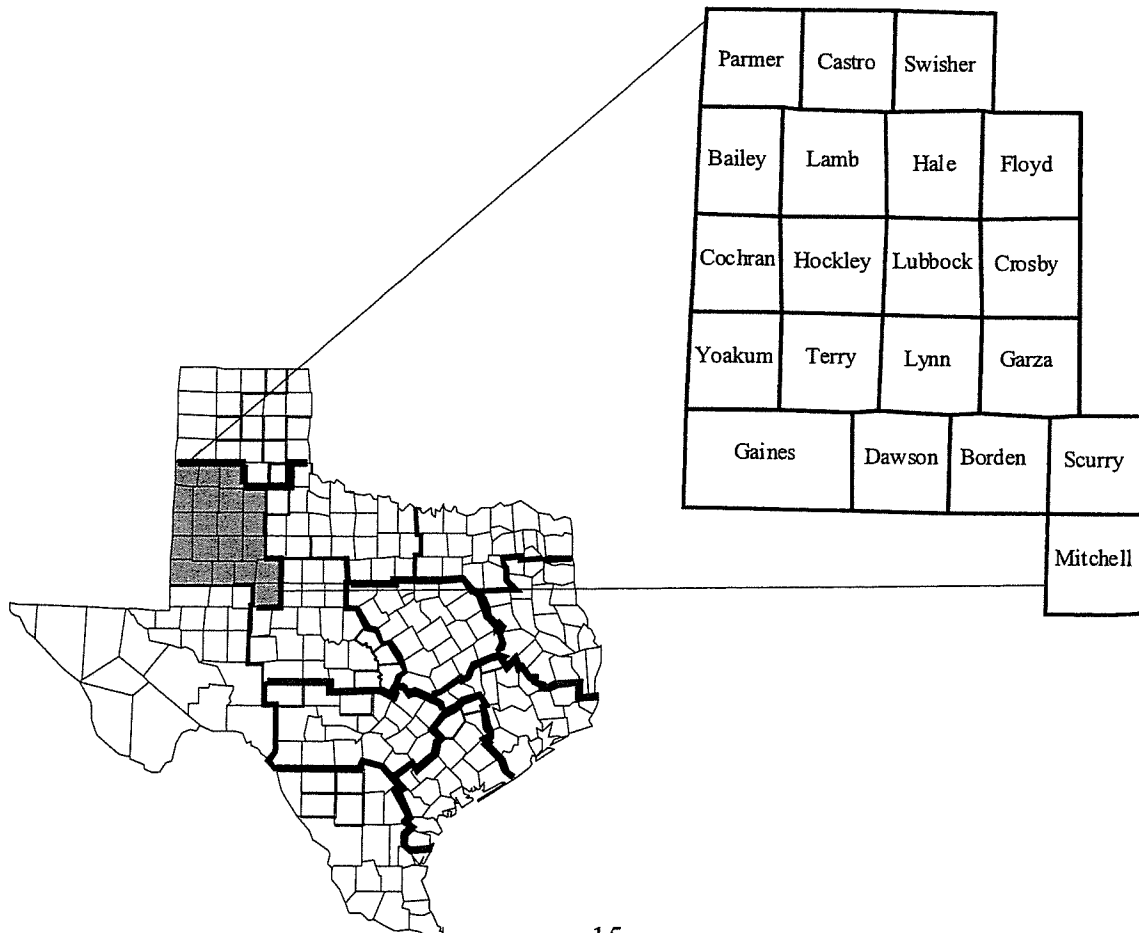 Parmer Castro Swisher
Bailey Lamb Hale Floyd
Cochran Hockley Lubbock Crosby
Yoakum Terry Lynn Garza
Gaines Dawson Borden Scurry
Mitchell
15